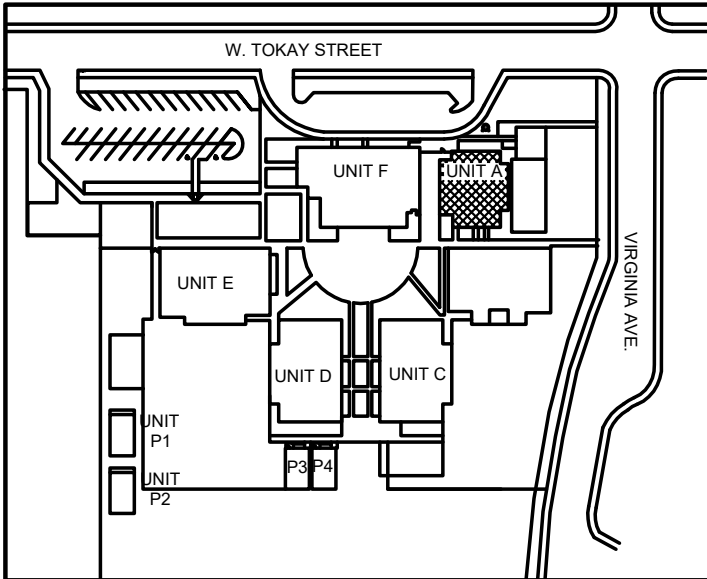 W. TOKAY STREET
UNIT F
UNIT A
VIRGINIA AVE.
UNIT E
UNIT D
UNIT C
UNIT
P1
P3
P4
UNIT
P2